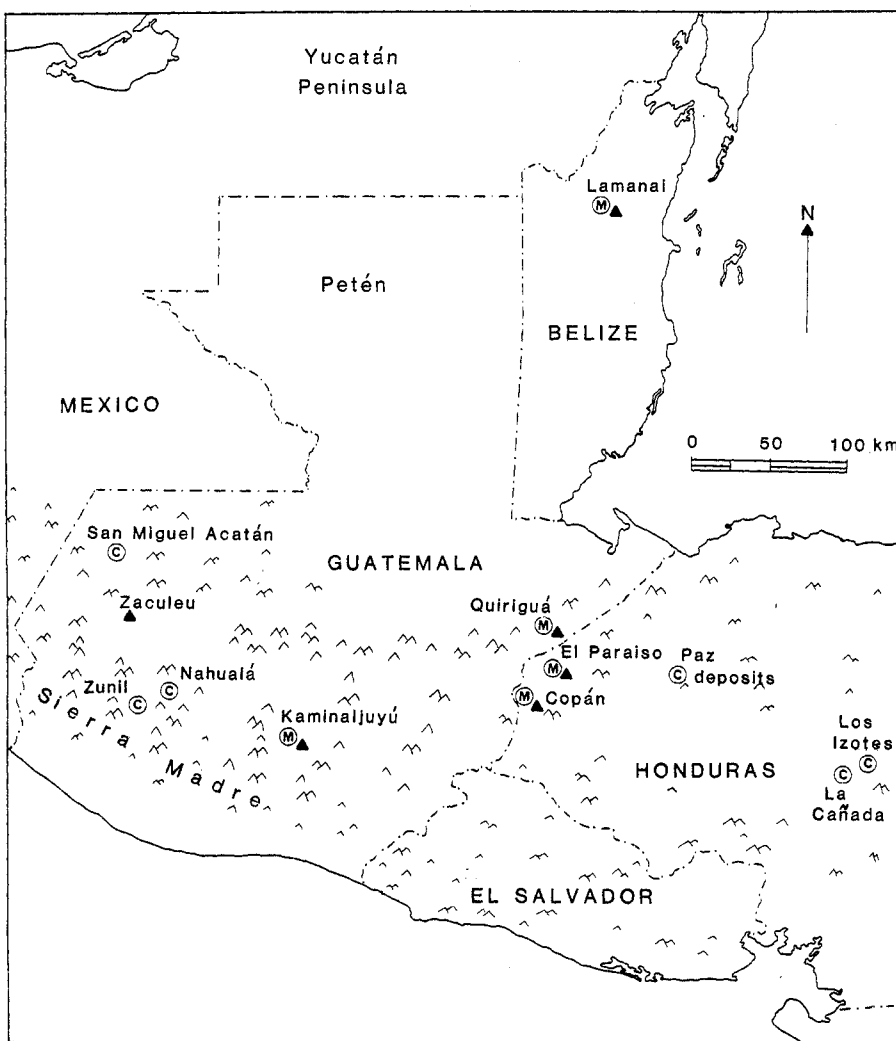 Yucatán
Peninsula
Lamanai
M
N
Petén
BELIZE
MEXICO
0 50 100 km
San Miguel Acatán
C
GUATEMALA
Zaculeu
Quiriguá
M
El Paraiso
M
Paz
deposits
C
Nahualá
C
Zunil
C
Copán
M
Sierra
Madre
Kaminaljuyú
M
Los
Izotes
C
HONDURAS
C
La
Cañada
EL SALVADOR